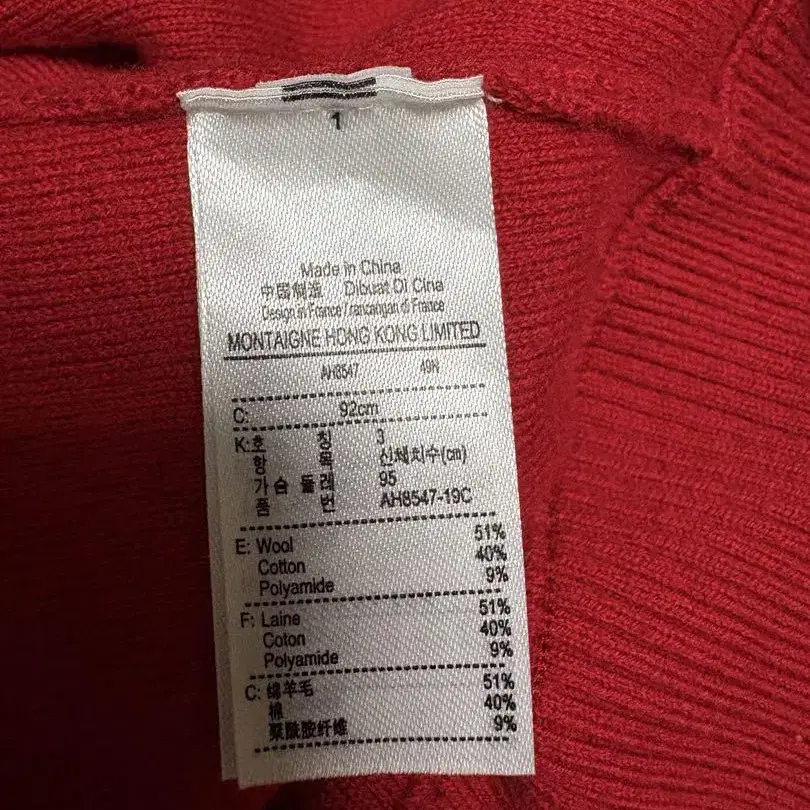 1
Made in China
中国制造 Dibuat Di Cina
Design in France / rancangan di France
MONTAIGNE HONG KONG LIMITED
AH8547 49N
C: 92cm
K:호 칭 3
항 목 신체치수(cm)
가슴 둘레 95
품 번 AH8547-19C
E: Wool 51%
Cotton 40%
Polyamide 9%
F: Laine 51%
Coton 40%
Polyamide 9%
C: 绵羊毛 51%
棉 40%
聚酰胺纤维 9%